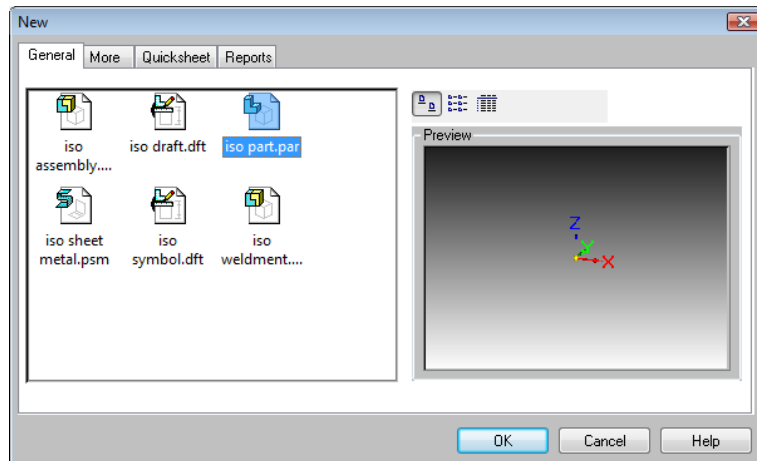 New
General More Quicksheet Reports
iso assembly....
iso draft.dft
iso part.par
iso sheet metal.psm
iso symbol.dft
iso weldment....
Preview
Z
Y
X
OK Cancel Help